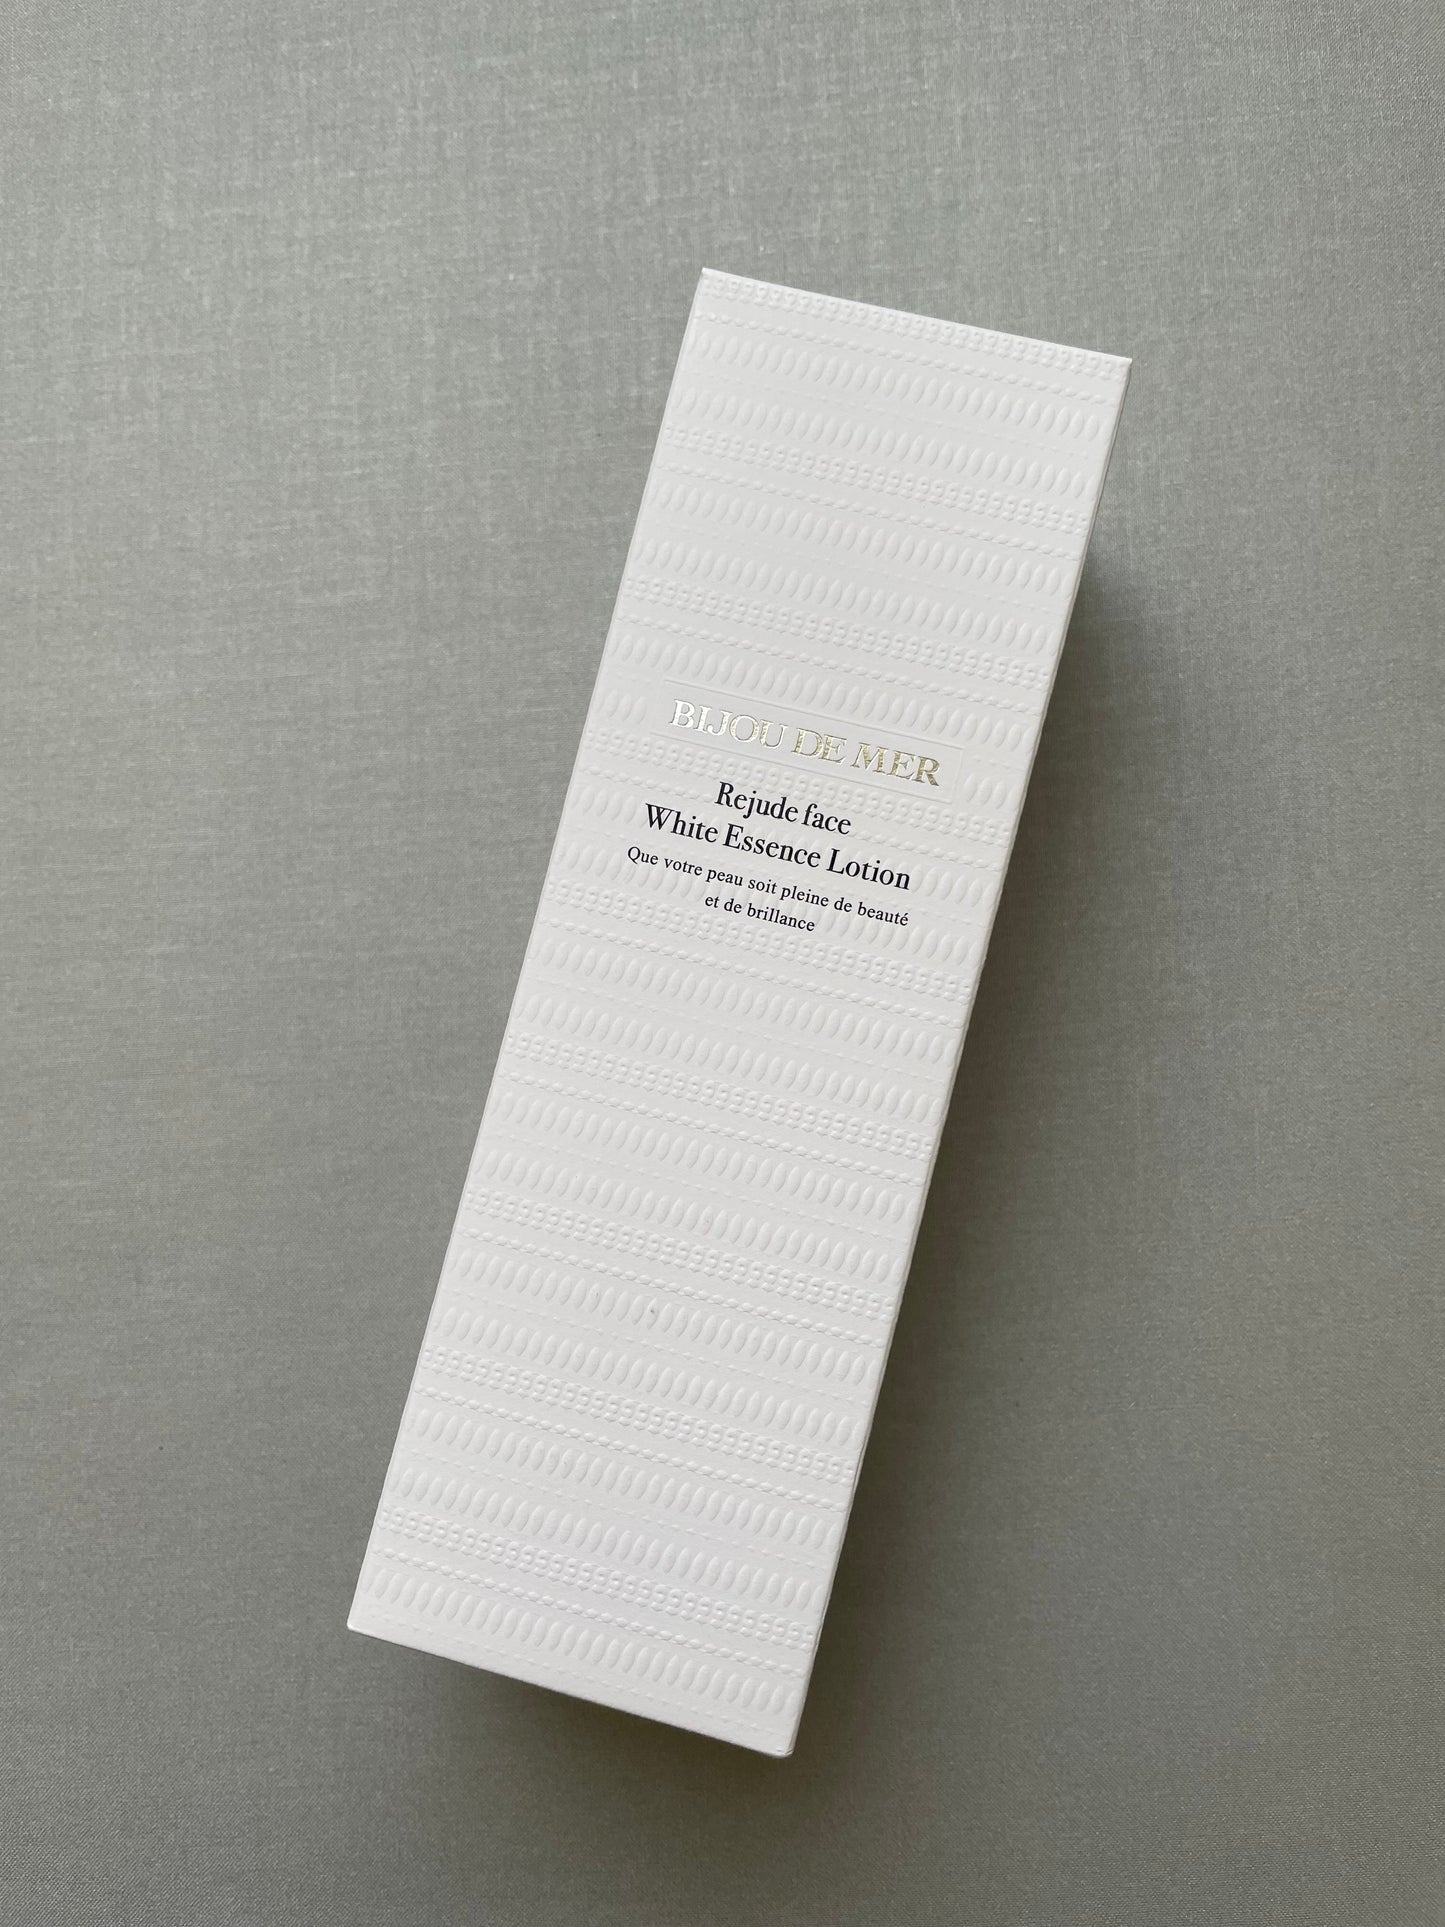 BIJOU DE MER
Rejude face
White Essence Lotion
Que votre peau soit pleine de beauté
et de brillance